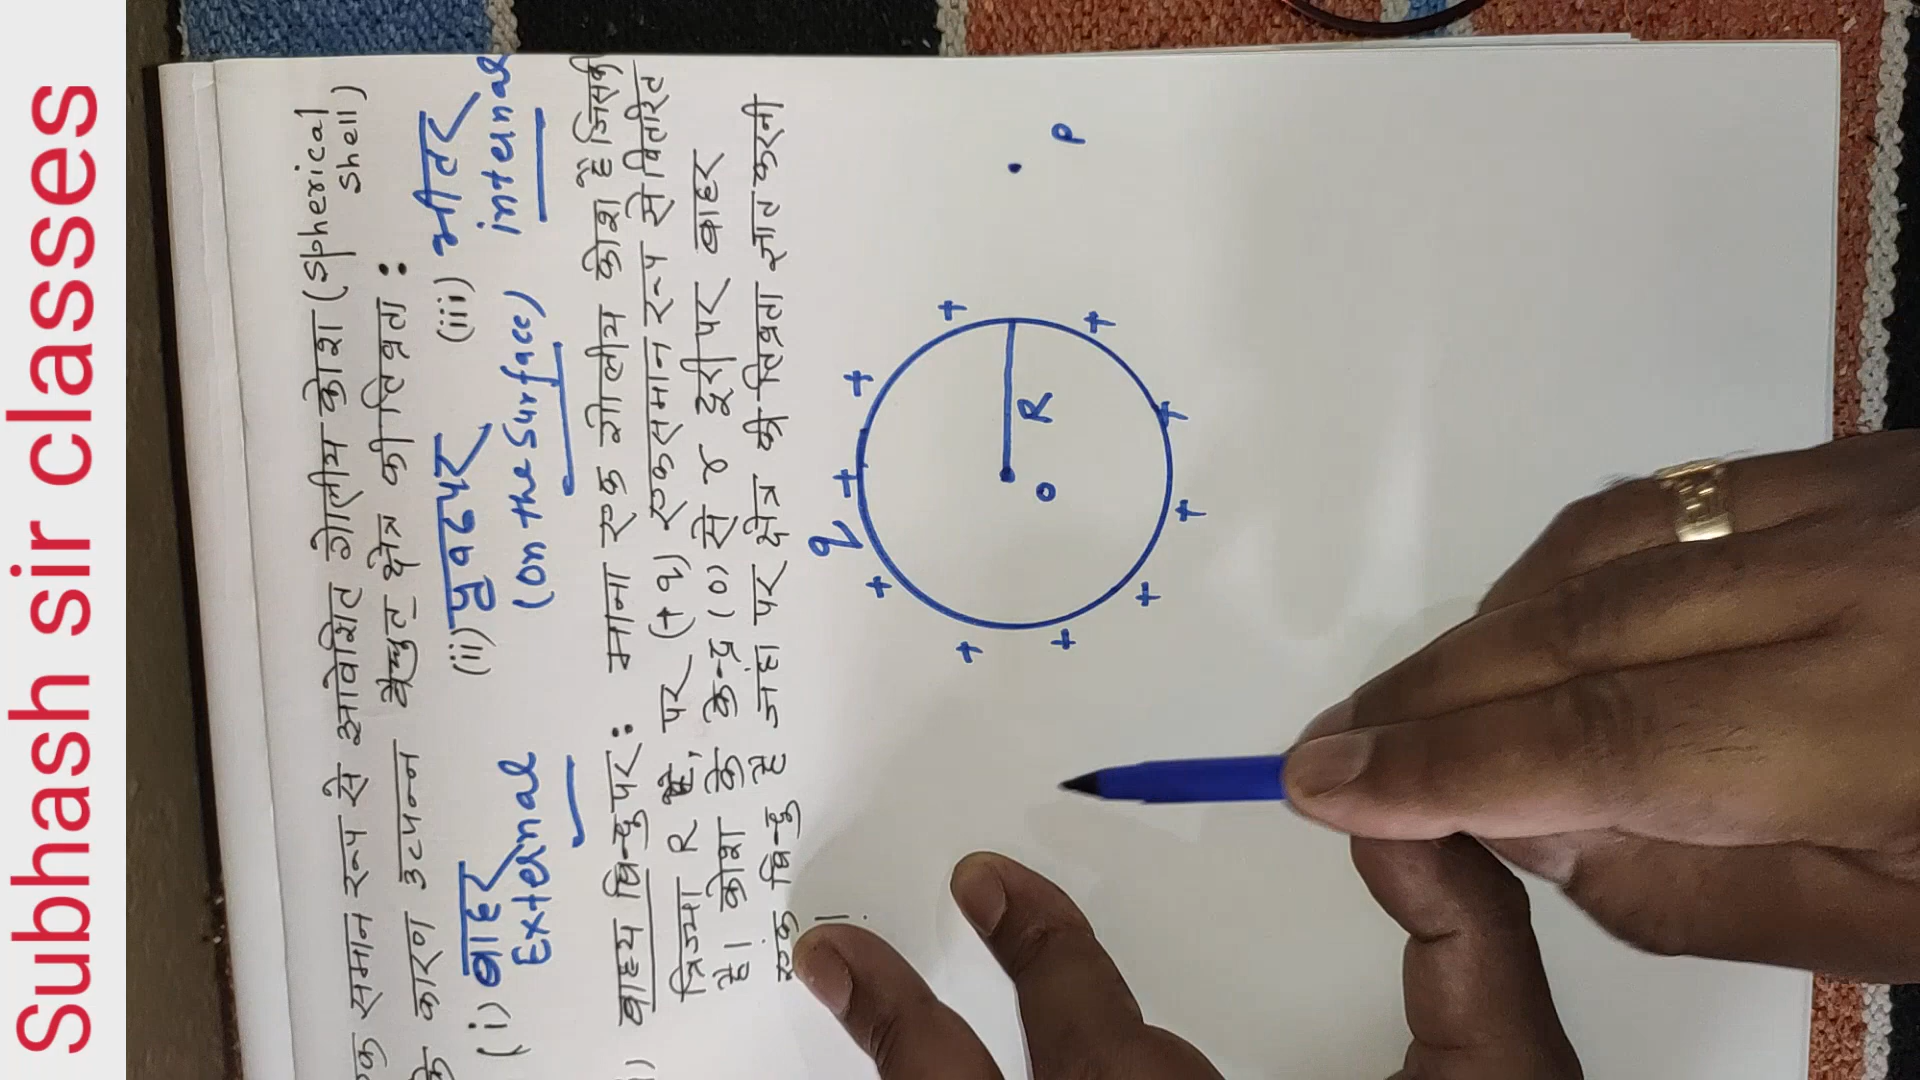 Subhash sir classes
एक समान रूप से आवेशित गोलीय कोश (Spherical
Shell)
के कारण उत्पन्न वैद्युत क्षेत्र की तिव्रता :
(i) बाहर (ii) पृष्ठ पर (iii) भीतर
External (On the Surface) internal
बाह्य बिन्दु पर : माना एक गोलीय कोश है जिसकी
त्रिज्या R है, पर (+q) एकसमान रूप से वितरित
है। कोश के केन्द्र (O) से r दूरी पर बाहर
एक बिन्दु है जहां पर क्षेत्र की तिव्रता ज्ञात करनी
।
q
+ + + + + + + + + + +
R
O
P